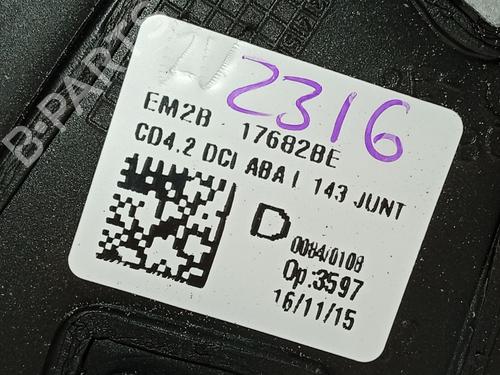 B-PARTS
2316
EM2B 17682BE
CD4.2 DCI ABA I 143 JUNT
D
0084/0108
Op:3597
16/11/15